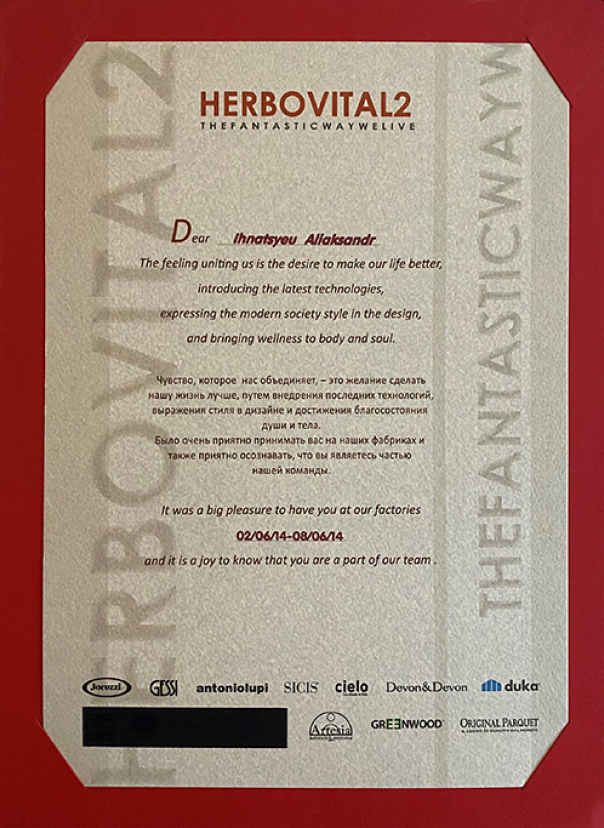 HERBOVITAL2
THEFANTASTICWAYWELIVE
Dear Ihnatsyeu Aliaksandr
The feeling uniting us is the desire to make our life better,
introducing the latest technologies,
expressing the modern society style in the design,
and bringing wellness to body and soul.
Чувство, которое нас объединяет, – это желание сделать
нашу жизнь лучше, путем внедрения последних технологий,
выражения стиля в дизайне и достижения благосостояния
души и тела.
Было очень приятно принимать вас на наших фабриках и
также приятно осознавать, что вы являетесь частью
нашей команды.
It was a big pleasure to have you at our factories
02/06/14-08/06/14
and it is a joy to know that you are a part of our team .
Jacuzzi GESSI antoniolupi SICIS cielo Devon&Devon duka
Artesia GREENWOOD ORIGINAL PARQUET
HERBOVITAL2
THEFANTASTICWAYW